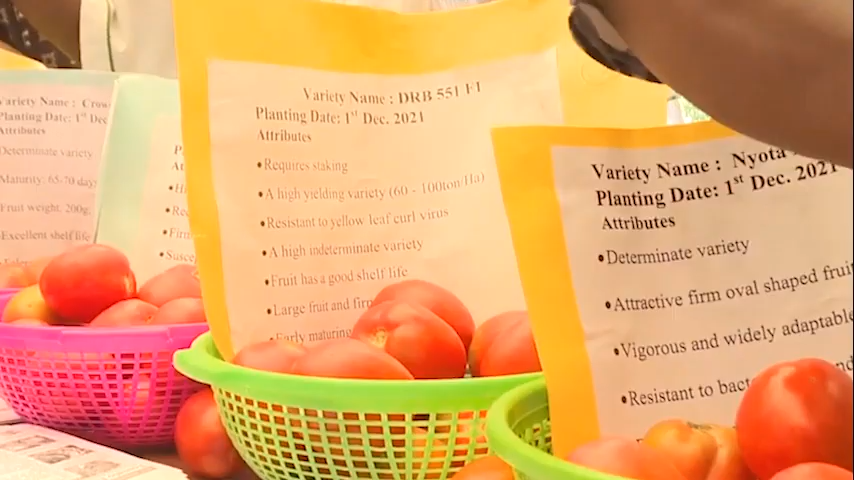 Variety Name : Crow
Planting Date: 1st Dec.
Attributes
Determinate variety
Maturity: 65-70 days
Fruit weight. 200g
Excellent shelf life
Variety Name : DRB 551 F1
Planting Date: 1st Dec. 2021
Attributes
•Requires staking
•A high yielding variety (60 - 100ton/Ha)
•Resistant to yellow leaf curl virus
•A high indeterminate variety
•Fruit has a good shelf life
•Large fruit and firm
•Early maturing
Variety Name : Nyota
Planting Date: 1st Dec. 2021
Attributes
•Determinate variety
•Attractive firm oval shaped fruit
•Vigorous and widely adaptable
•Resistant to bact